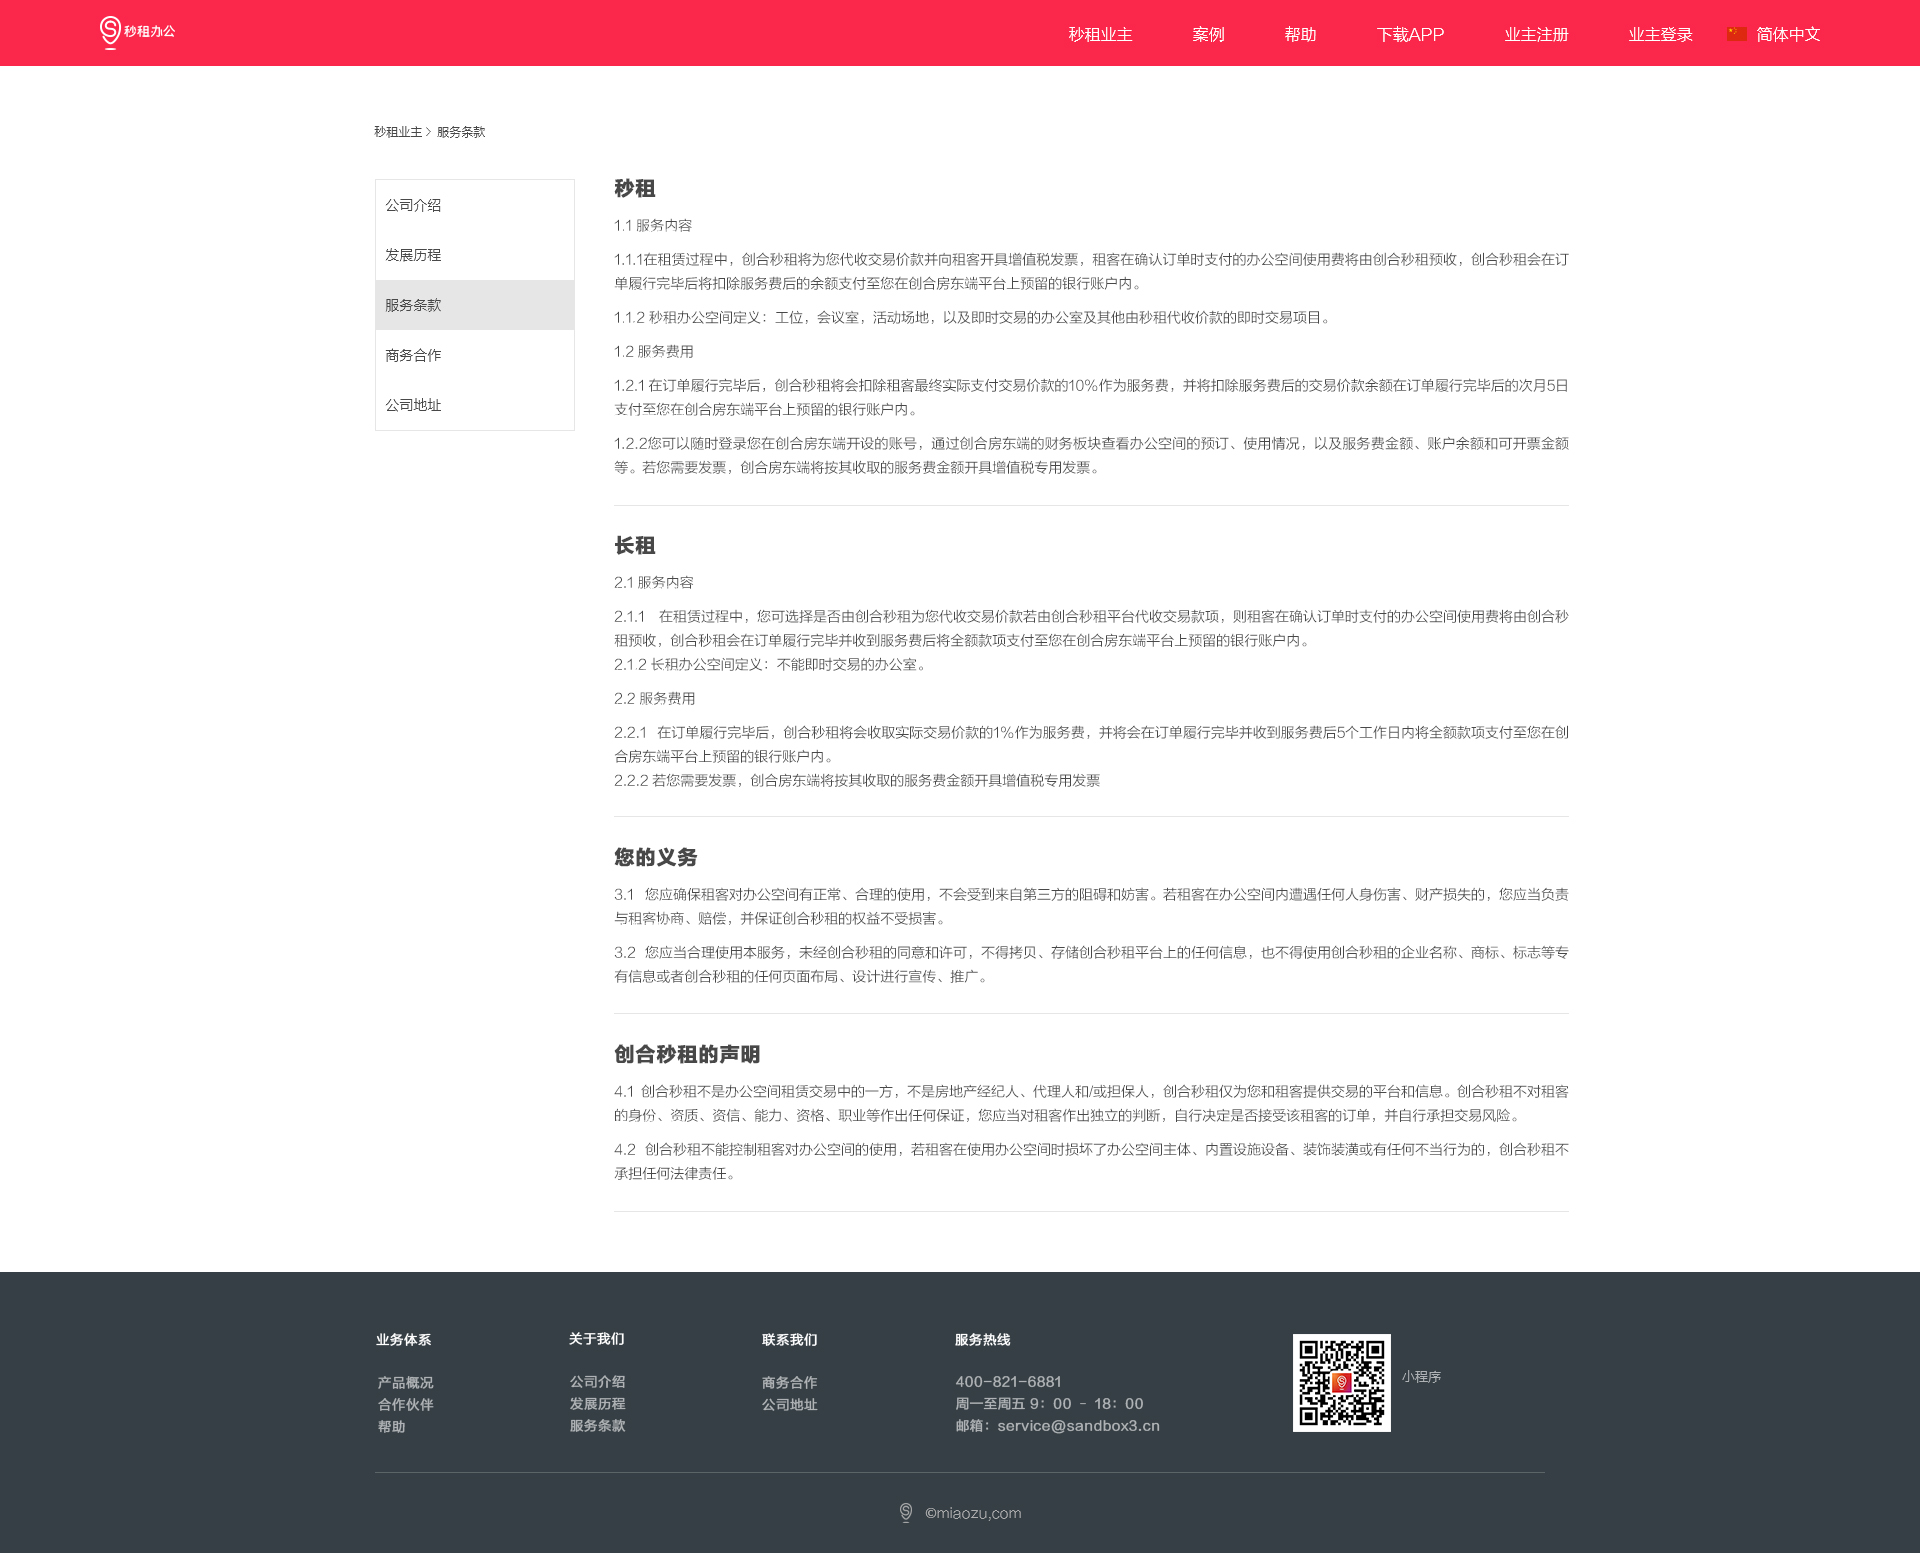 秒租办公
秒租业主
案例
帮助
下载APP
业主注册
业主登录
简体中文
秒租业主 > 服务条款
公司介绍
发展历程
服务条款
商务合作
公司地址
秒租
1.1 服务内容
1.1.1在租赁过程中，创合秒租将为您代收交易价款并向租客开具增值税发票，租客在确认订单时支付的办公空间使用费将由创合秒租预收，创合秒租会在订
单履行完毕后将扣除服务费后的余额支付至您在创合房东端平台上预留的银行账户内。
1.1.2 秒租办公空间定义：工位，会议室，活动场地，以及即时交易的办公室及其他由秒租代收价款的即时交易项目。
1.2 服务费用
1.2.1 在订单履行完毕后，创合秒租将会扣除租客最终实际支付交易价款的10%作为服务费，并将扣除服务费后的交易价款余额在订单履行完毕后的次月5日
支付至您在创合房东端平台上预留的银行账户内。
1.2.2您可以随时登录您在创合房东端开设的账号，通过创合房东端的财务板块查看办公空间的预订、使用情况，以及服务费金额、账户余额和可开票金额
等。若您需要发票，创合房东端将按其收取的服务费金额开具增值税专用发票。
长租
2.1 服务内容
2.1.1 在租赁过程中，您可选择是否由创合秒租为您代收交易价款若由创合秒租平台代收交易款项，则租客在确认订单时支付的办公空间使用费将由创合秒
租预收，创合秒租会在订单履行完毕并收到服务费后将全额款项支付至您在创合房东端平台上预留的银行账户内。
2.1.2 长租办公空间定义：不能即时交易的办公室。
2.2 服务费用
2.2.1 在订单履行完毕后，创合秒租将会收取实际交易价款的1%作为服务费，并将会在订单履行完毕并收到服务费后5个工作日内将全额款项支付至您在创
合房东端平台上预留的银行账户内。
2.2.2 若您需要发票，创合房东端将按其收取的服务费金额开具增值税专用发票
您的义务
3.1 您应确保租客对办公空间有正常、合理的使用，不会受到来自第三方的阻碍和妨害。若租客在办公空间内遭遇任何人身伤害、财产损失的，您应当负责
与租客协商、赔偿，并保证创合秒租的权益不受损害。
3.2 您应当合理使用本服务，未经创合秒租的同意和许可，不得拷贝、存储创合秒租平台上的任何信息，也不得使用创合秒租的企业名称、商标、标志等专
有信息或者创合秒租的任何页面布局、设计进行宣传、推广。
创合秒租的声明
4.1 创合秒租不是办公空间租赁交易中的一方，不是房地产经纪人、代理人和/或担保人，创合秒租仅为您和租客提供交易的平台和信息。创合秒租不对租客
的身份、资质、资信、能力、资格、职业等作出任何保证，您应当对租客作出独立的判断，自行决定是否接受该租客的订单，并自行承担交易风险。
4.2 创合秒租不能控制租客对办公空间的使用，若租客在使用办公空间时损坏了办公空间主体、内置设施设备、装饰装潢或有任何不当行为的，创合秒租不
承担任何法律责任。
业务体系
产品概况
合作伙伴
帮助
关于我们
公司介绍
发展历程
服务条款
联系我们
商务合作
公司地址
服务热线
400-821-6881
周一至周五 9：00 - 18：00
邮箱：service@sandbox3.cn
小程序
©miaozu,com